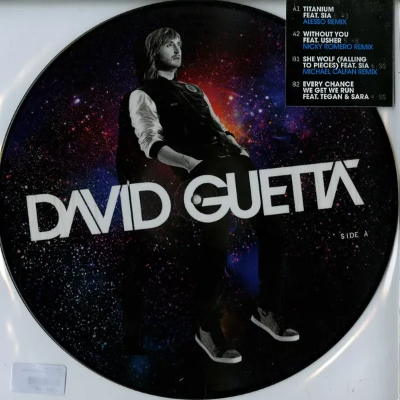 A1 TITANIUM
FEAT. SIA
ALESSO REMIX
A2 WITHOUT YOU
FEAT. USHER
NICKY ROMERO REMIX
B1 SHE WOLF (FALLING
TO PIECES) FEAT. SIA
MICHAEL CALFAN REMIX
B2 EVERY CHANCE
WE GET WE RUN
FEAT. TEGAN & SARA
DAVID GUETTA
SIDE A